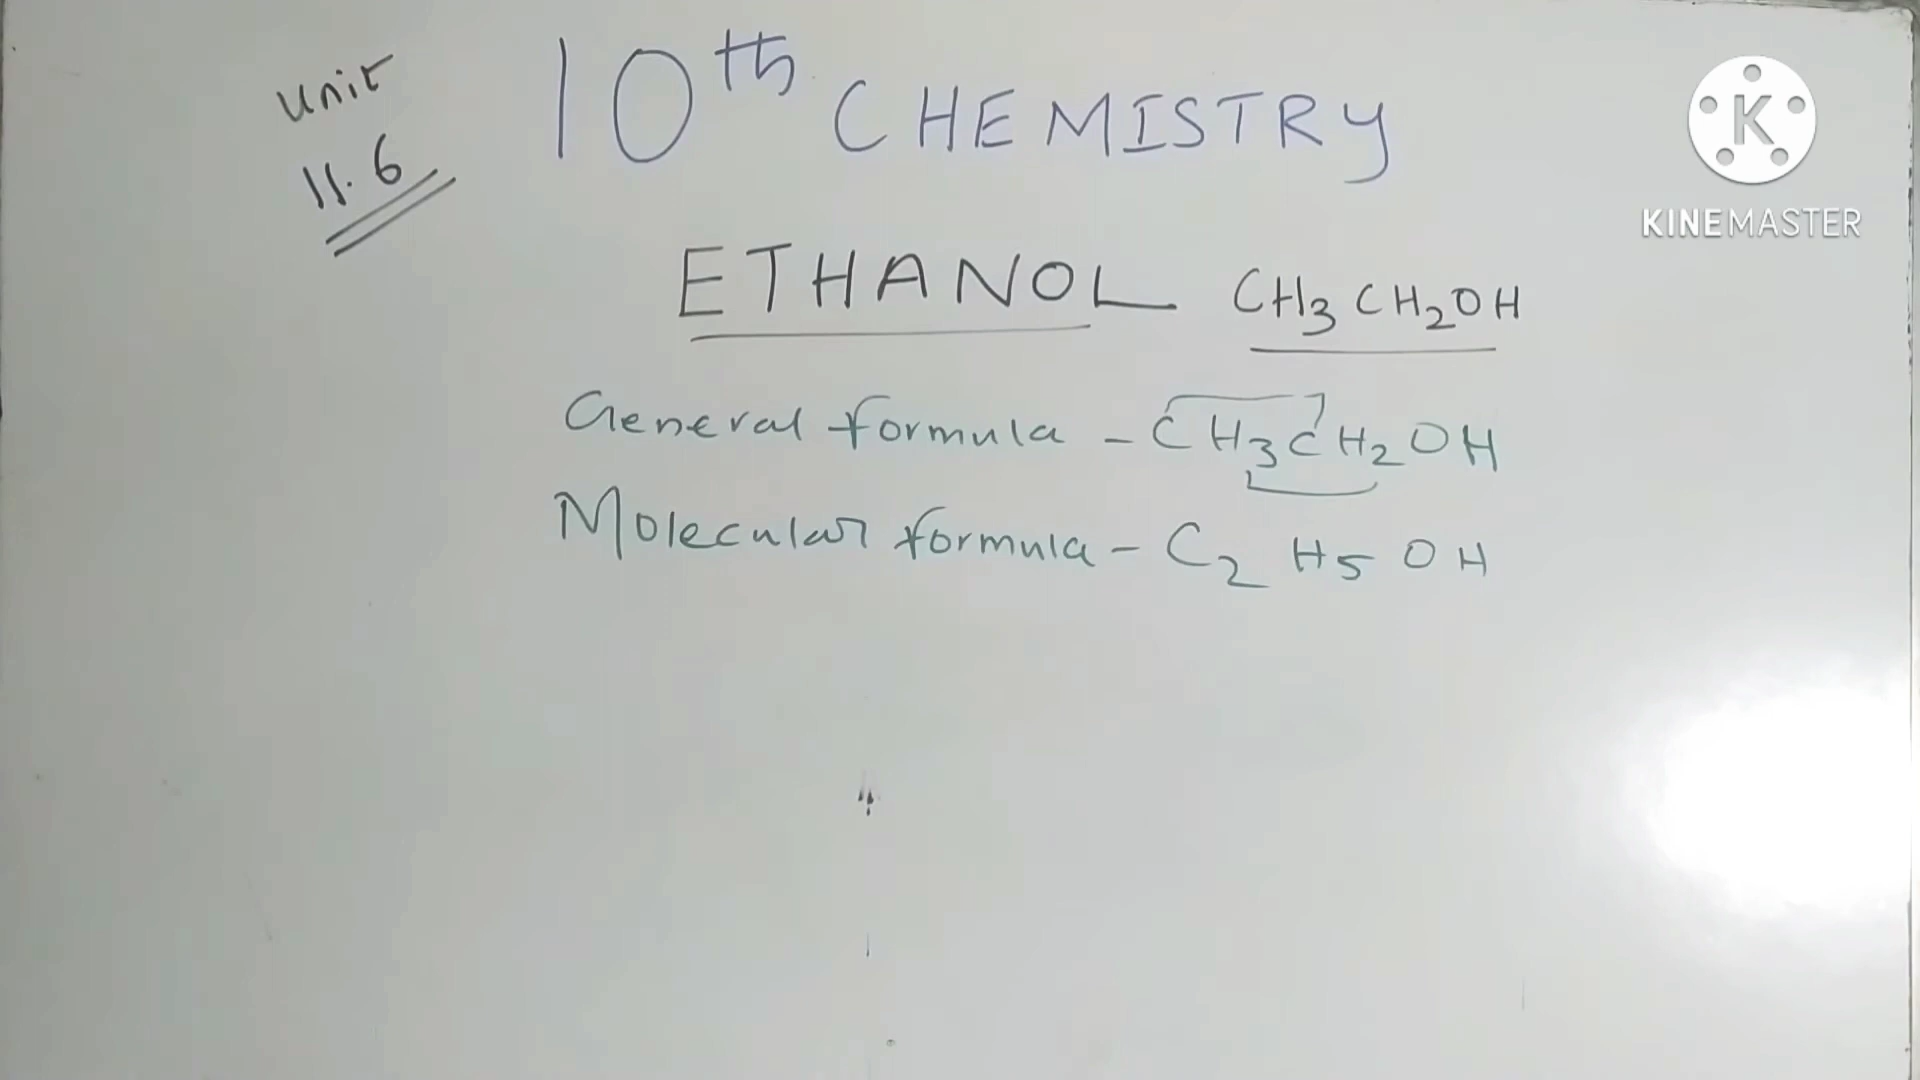 Unit
11.6
10th CHEMISTRY
K
KINEMASTER
ETHANOL CH3CH2OH
General formula - CH3CH2OH
Molecular formula - C2H5OH